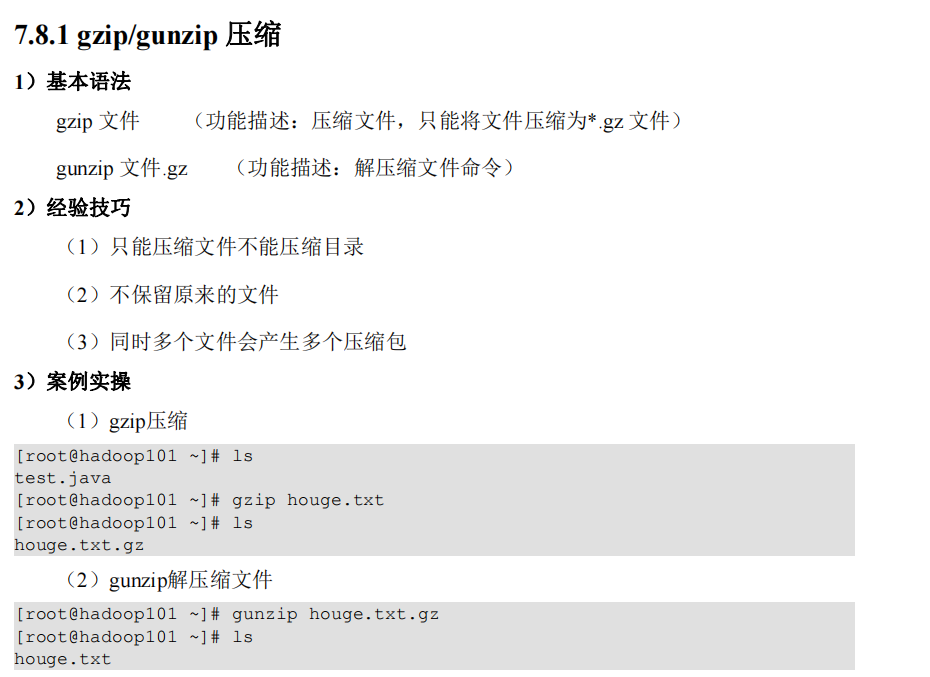 7.8.1 gzip/gunzip 压缩
1）基本语法
gzip 文件 （功能描述：压缩文件，只能将文件压缩为*.gz 文件）
gunzip 文件.gz （功能描述：解压缩文件命令）
2）经验技巧
（1）只能压缩文件不能压缩目录
（2）不保留原来的文件
（3）同时多个文件会产生多个压缩包
3）案例实操
（1）gzip压缩
[root@hadoop101 ~]# ls
test.java
[root@hadoop101 ~]# gzip houge.txt
[root@hadoop101 ~]# ls
houge.txt.gz
（2）gunzip解压缩文件
[root@hadoop101 ~]# gunzip houge.txt.gz
[root@hadoop101 ~]# ls
houge.txt